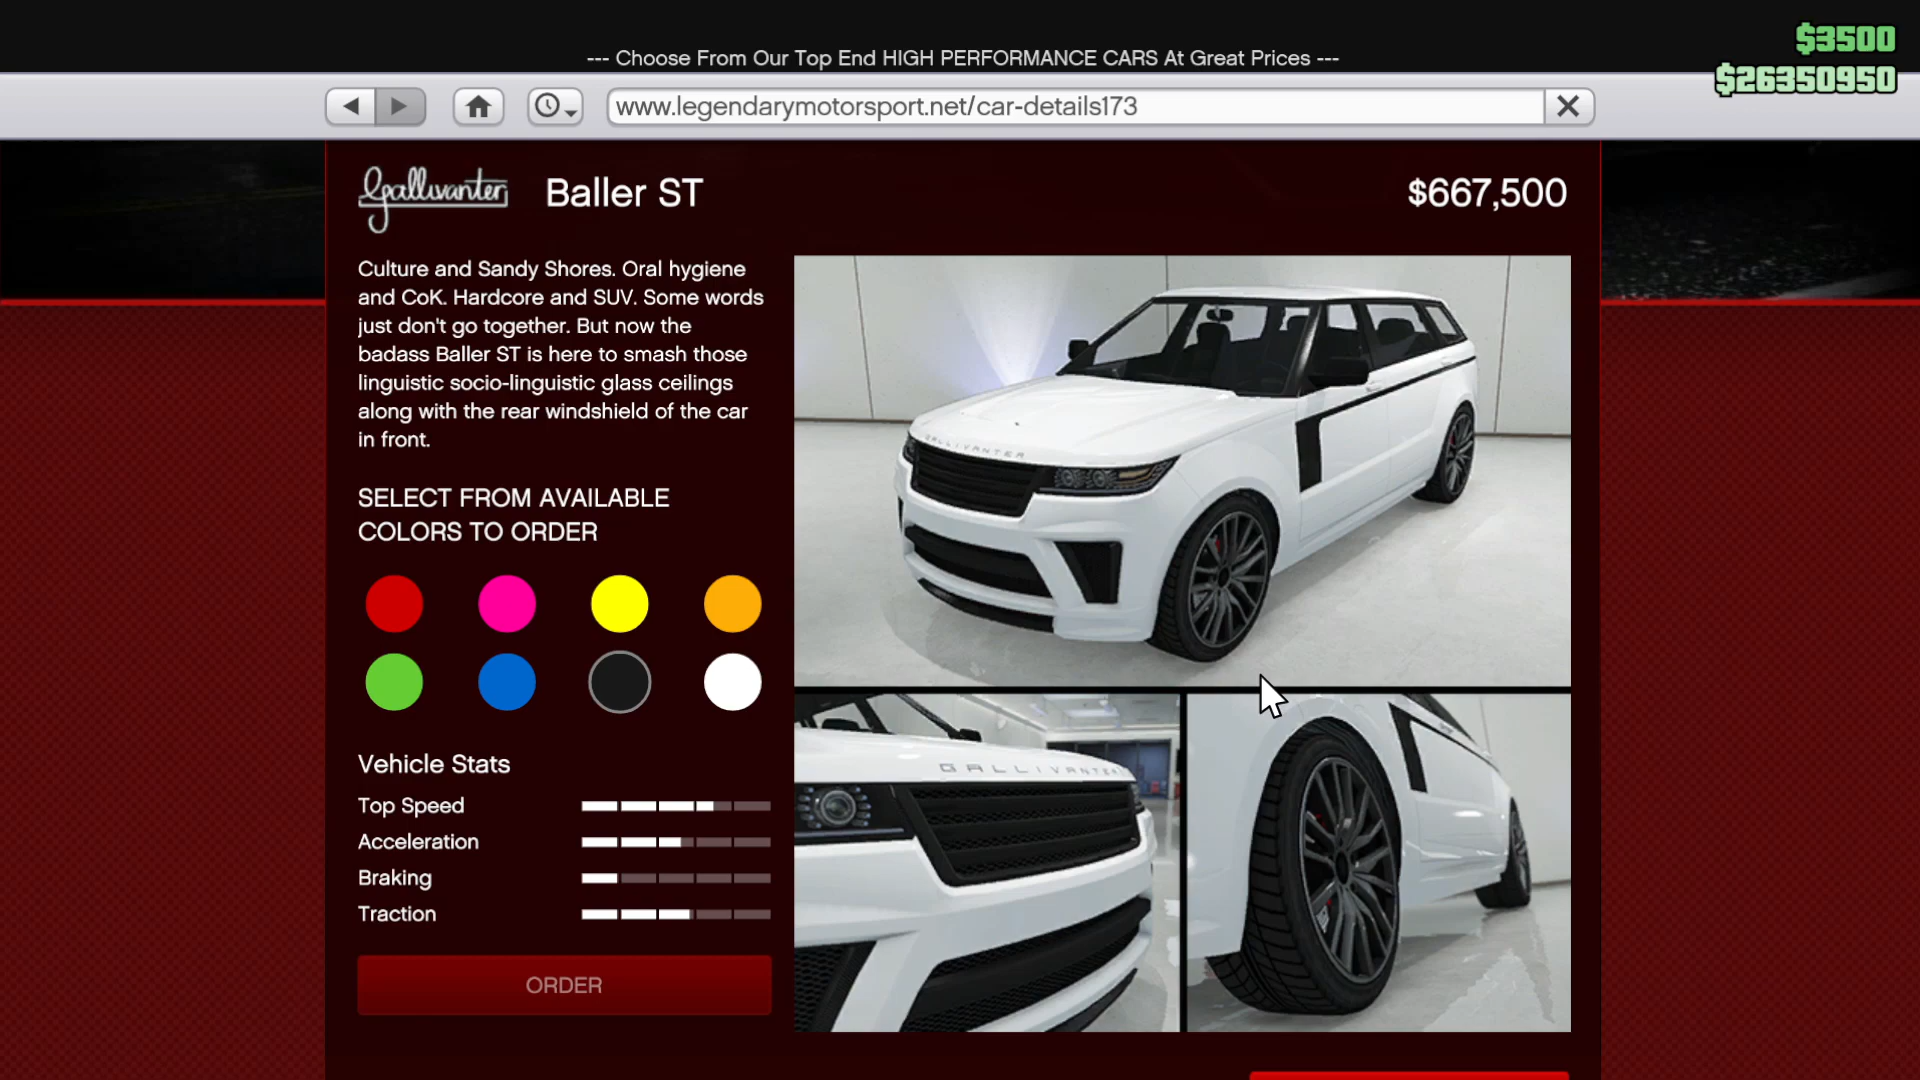 $3500
--- Choose From Our Top End HIGH PERFORMANCE CARS At Great Prices ---
$26350950
www.legendarymotorsport.net/car-details173
Gallivanter
Baller ST
$667,500
Culture and Sandy Shores. Oral hygiene
and CoK. Hardcore and SUV. Some words
just don't go together. But now the
badass Baller ST is here to smash those
linguistic socio-linguistic glass ceilings
along with the rear windshield of the car
in front.
GALLIVANTER
SELECT FROM AVAILABLE
COLORS TO ORDER
Vehicle Stats
GALLIVANTER
Top Speed
Acceleration
Braking
Traction
ORDER